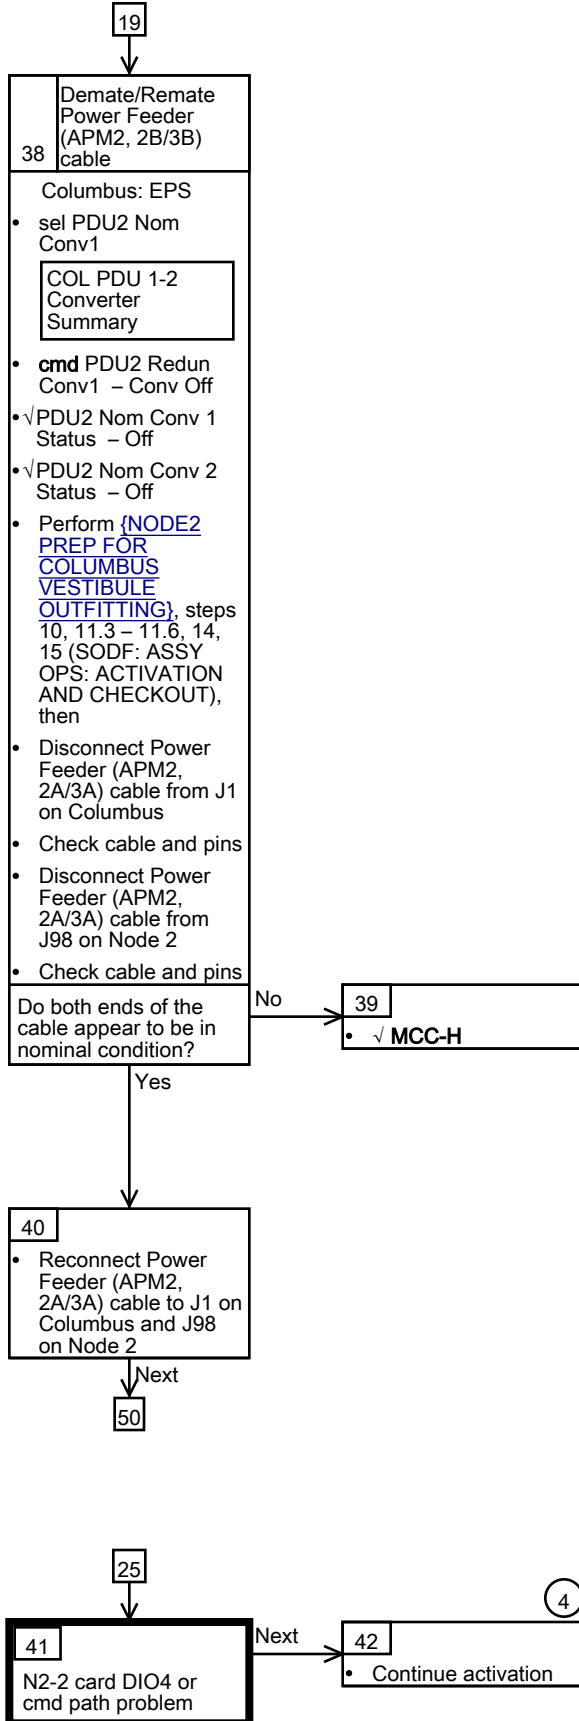 19
Demate/Remate
Power Feeder
(APM2, 2B/3B)
38 cable
Columbus: EPS
• sel PDU2 Nom
Conv1
COL PDU 1-2
Converter
Summary
• cmd PDU2 Redun
Conv1 – Conv Off
• √PDU2 Nom Conv 1
Status – Off
• √PDU2 Nom Conv 2
Status – Off
• Perform {NODE2
PREP FOR
COLUMBUS
VESTIBULE
OUTFITTING}, steps
10, 11.3 – 11.6, 14,
15 (SODF: ASSY
OPS: ACTIVATION
AND CHECKOUT),
then
• Disconnect Power
Feeder (APM2,
2A/3A) cable from J1
on Columbus
• Check cable and pins
• Disconnect Power
Feeder (APM2,
2A/3A) cable from
J98 on Node 2
• Check cable and pins
Do both ends of the
cable appear to be in
nominal condition?
No
39
• √ MCC-H
Yes
40
• Reconnect Power
Feeder (APM2,
2A/3A) cable to J1 on
Columbus and J98
on Node 2
Next
50
25
41
N2-2 card DIO4 or
cmd path problem
Next
4
42
• Continue activation